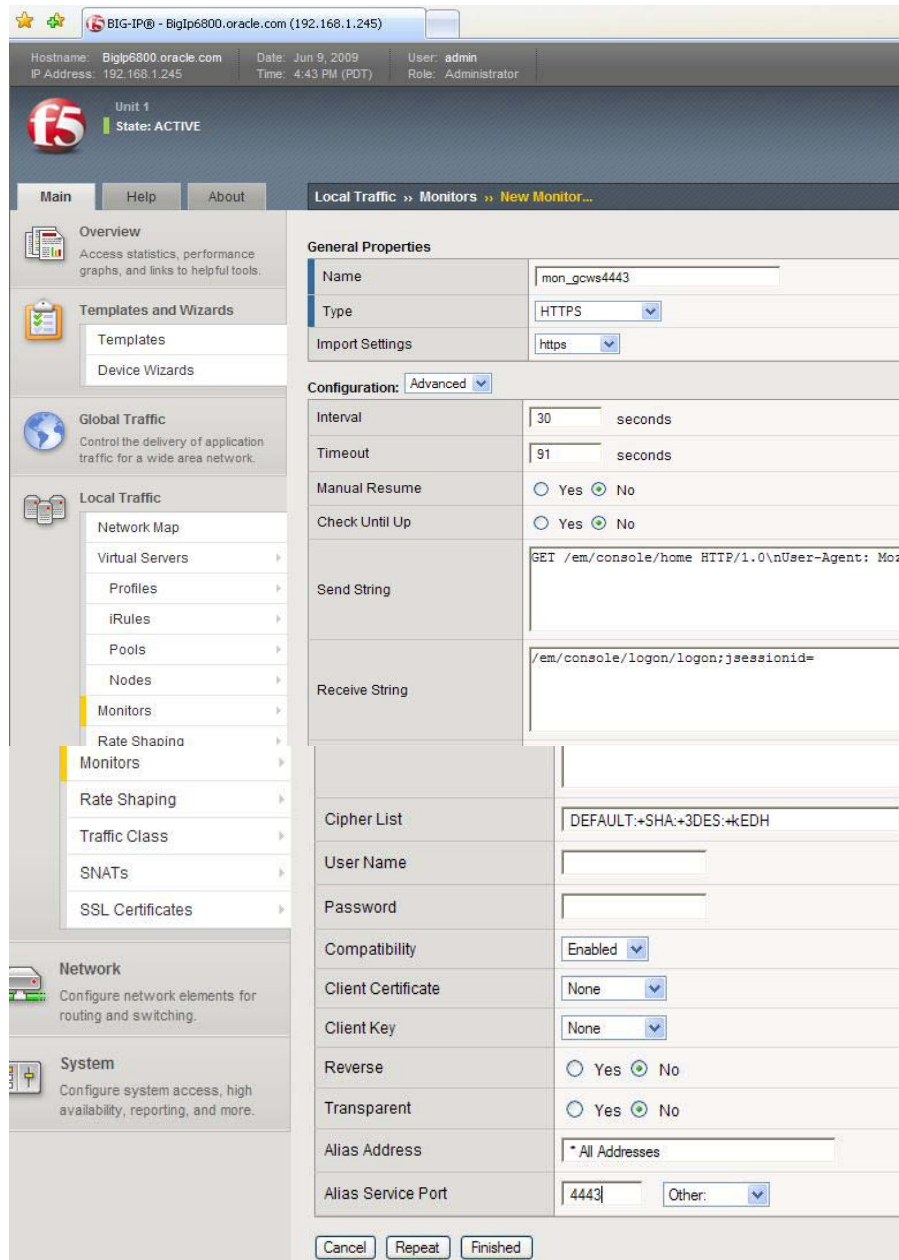 BIG-IP® - BigIp6800.oracle.com (192.168.1.245)
Hostname: BigIp6800.oracle.com Date: Jun 9, 2009 User: admin
IP Address: 192.168.1.245 Time: 4:43 PM (PDT) Role: Administrator
f5
Unit 1
State: ACTIVE
Main Help About
Local Traffic ›› Monitors ›› New Monitor...
Overview
Access statistics, performance
graphs, and links to helpful tools.
Templates and Wizards
Templates
Device Wizards
Global Traffic
Control the delivery of application
traffic for a wide area network.
Local Traffic
Network Map
Virtual Servers
Profiles
iRules
Pools
Nodes
Monitors
Rate Shaping
Monitors
Rate Shaping
Traffic Class
SNATs
SSL Certificates
Network
Configure network elements for
routing and switching.
System
Configure system access, high
availability, reporting, and more.
General Properties
Name mon_gcws4443
Type HTTPS
Import Settings https
Configuration: Advanced
Interval 30 seconds
Timeout 91 seconds
Manual Resume Yes No
Check Until Up Yes No
Send String GET /em/console/home HTTP/1.0\nUser-Agent: Moz
Receive String /em/console/logon/logon;jsessionid=
Cipher List DEFAULT:+SHA:+3DES:+kEDH
User Name
Password
Compatibility Enabled
Client Certificate None
Client Key None
Reverse Yes No
Transparent Yes No
Alias Address * All Addresses
Alias Service Port 4443 Other:
Cancel Repeat Finished